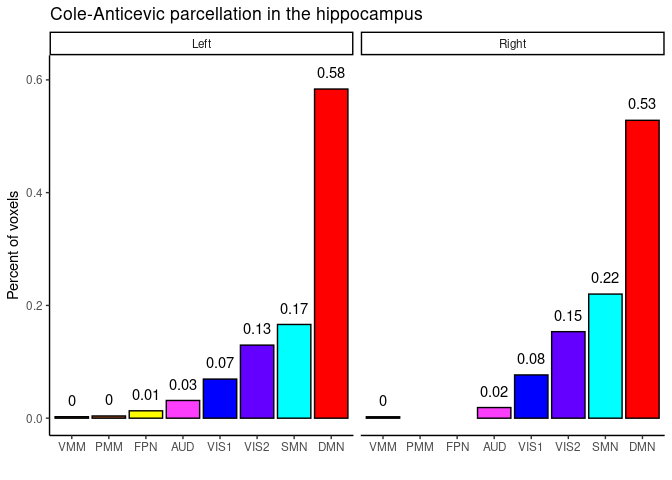 Cole-Anticevic parcellation in the hippocampus
Left
Right
Percent of voxels
0.6
0.4
0.2
0.0
0 0 0.01 0.03 0.07 0.13 0.17 0.58
0 0.02 0.08 0.15 0.22 0.53
VMM PMM FPN AUD VIS1 VIS2 SMN DMN
VMM PMM FPN AUD VIS1 VIS2 SMN DMN